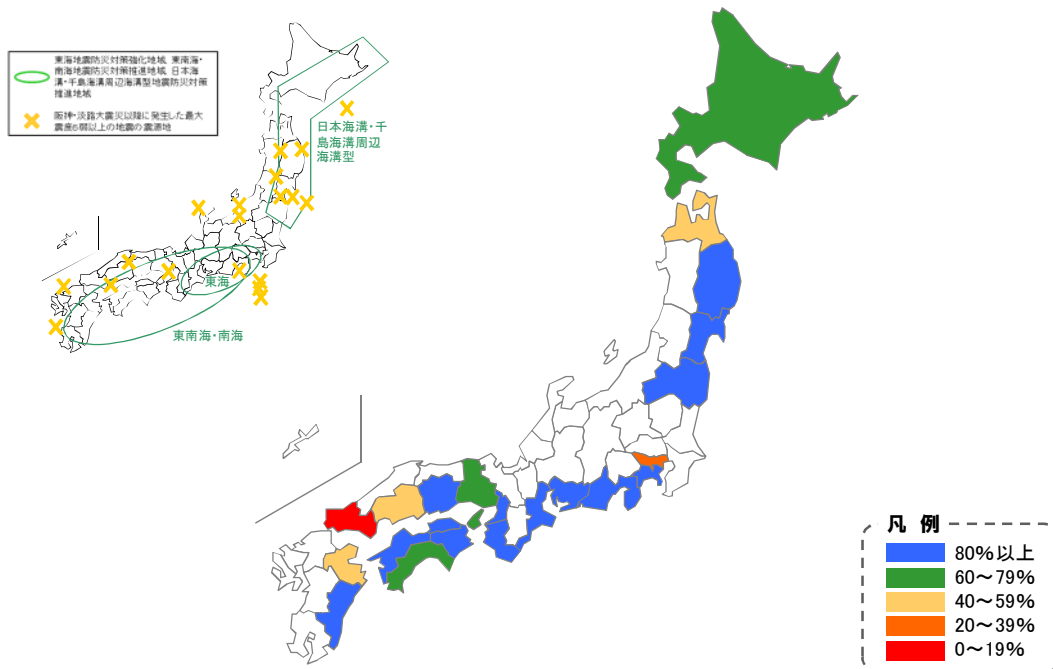 東海地震防災対策強化地域、東南海・
南海地震防災対策推進地域、日本海
溝・千島海溝周辺海溝型地震防災対策
推進地域
阪神・淡路大震災以降に発生した最大
震度6弱以上の地震の震源地
日本海溝・千
島海溝周辺
海溝型
東海
東南海・南海
凡 例
80%以上
60～79%
40～59%
20～39%
0～19%